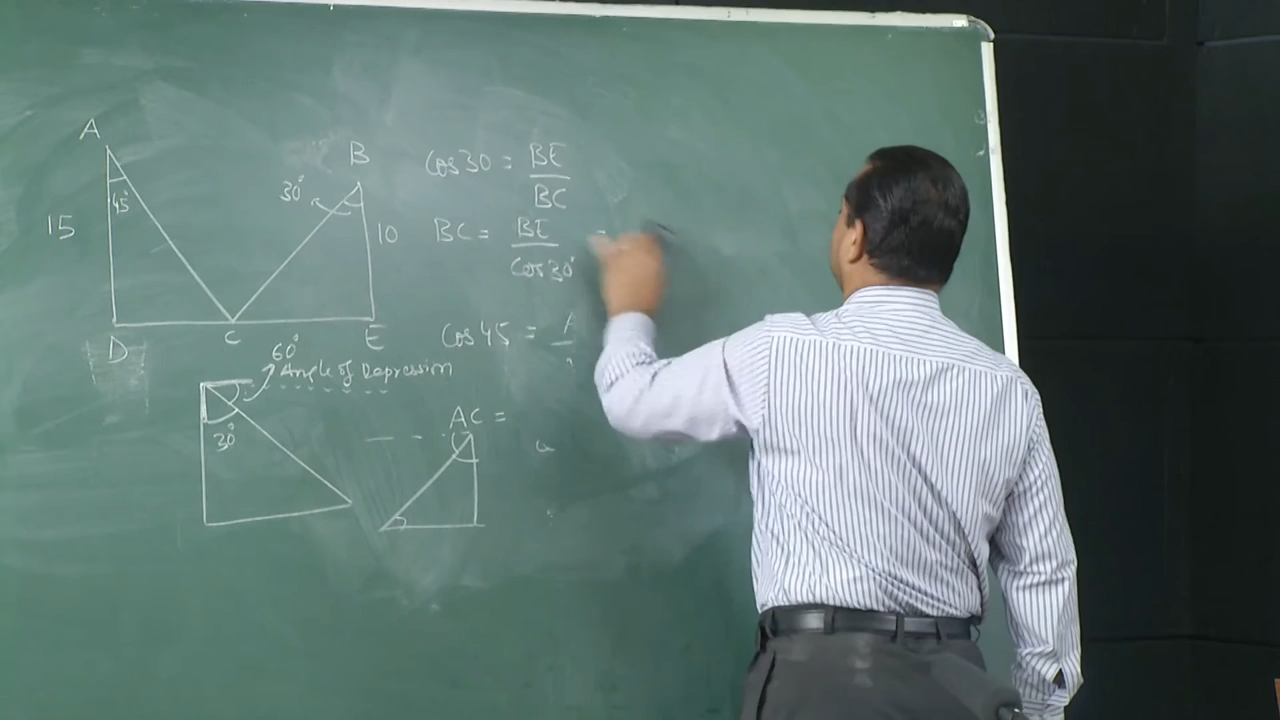 A
B
45°
30°
15
10
D
C
E
60°
Angle of Depression
30°
cos30 = BE
BC
BC = BE
cos30°
cos45 =
AC =